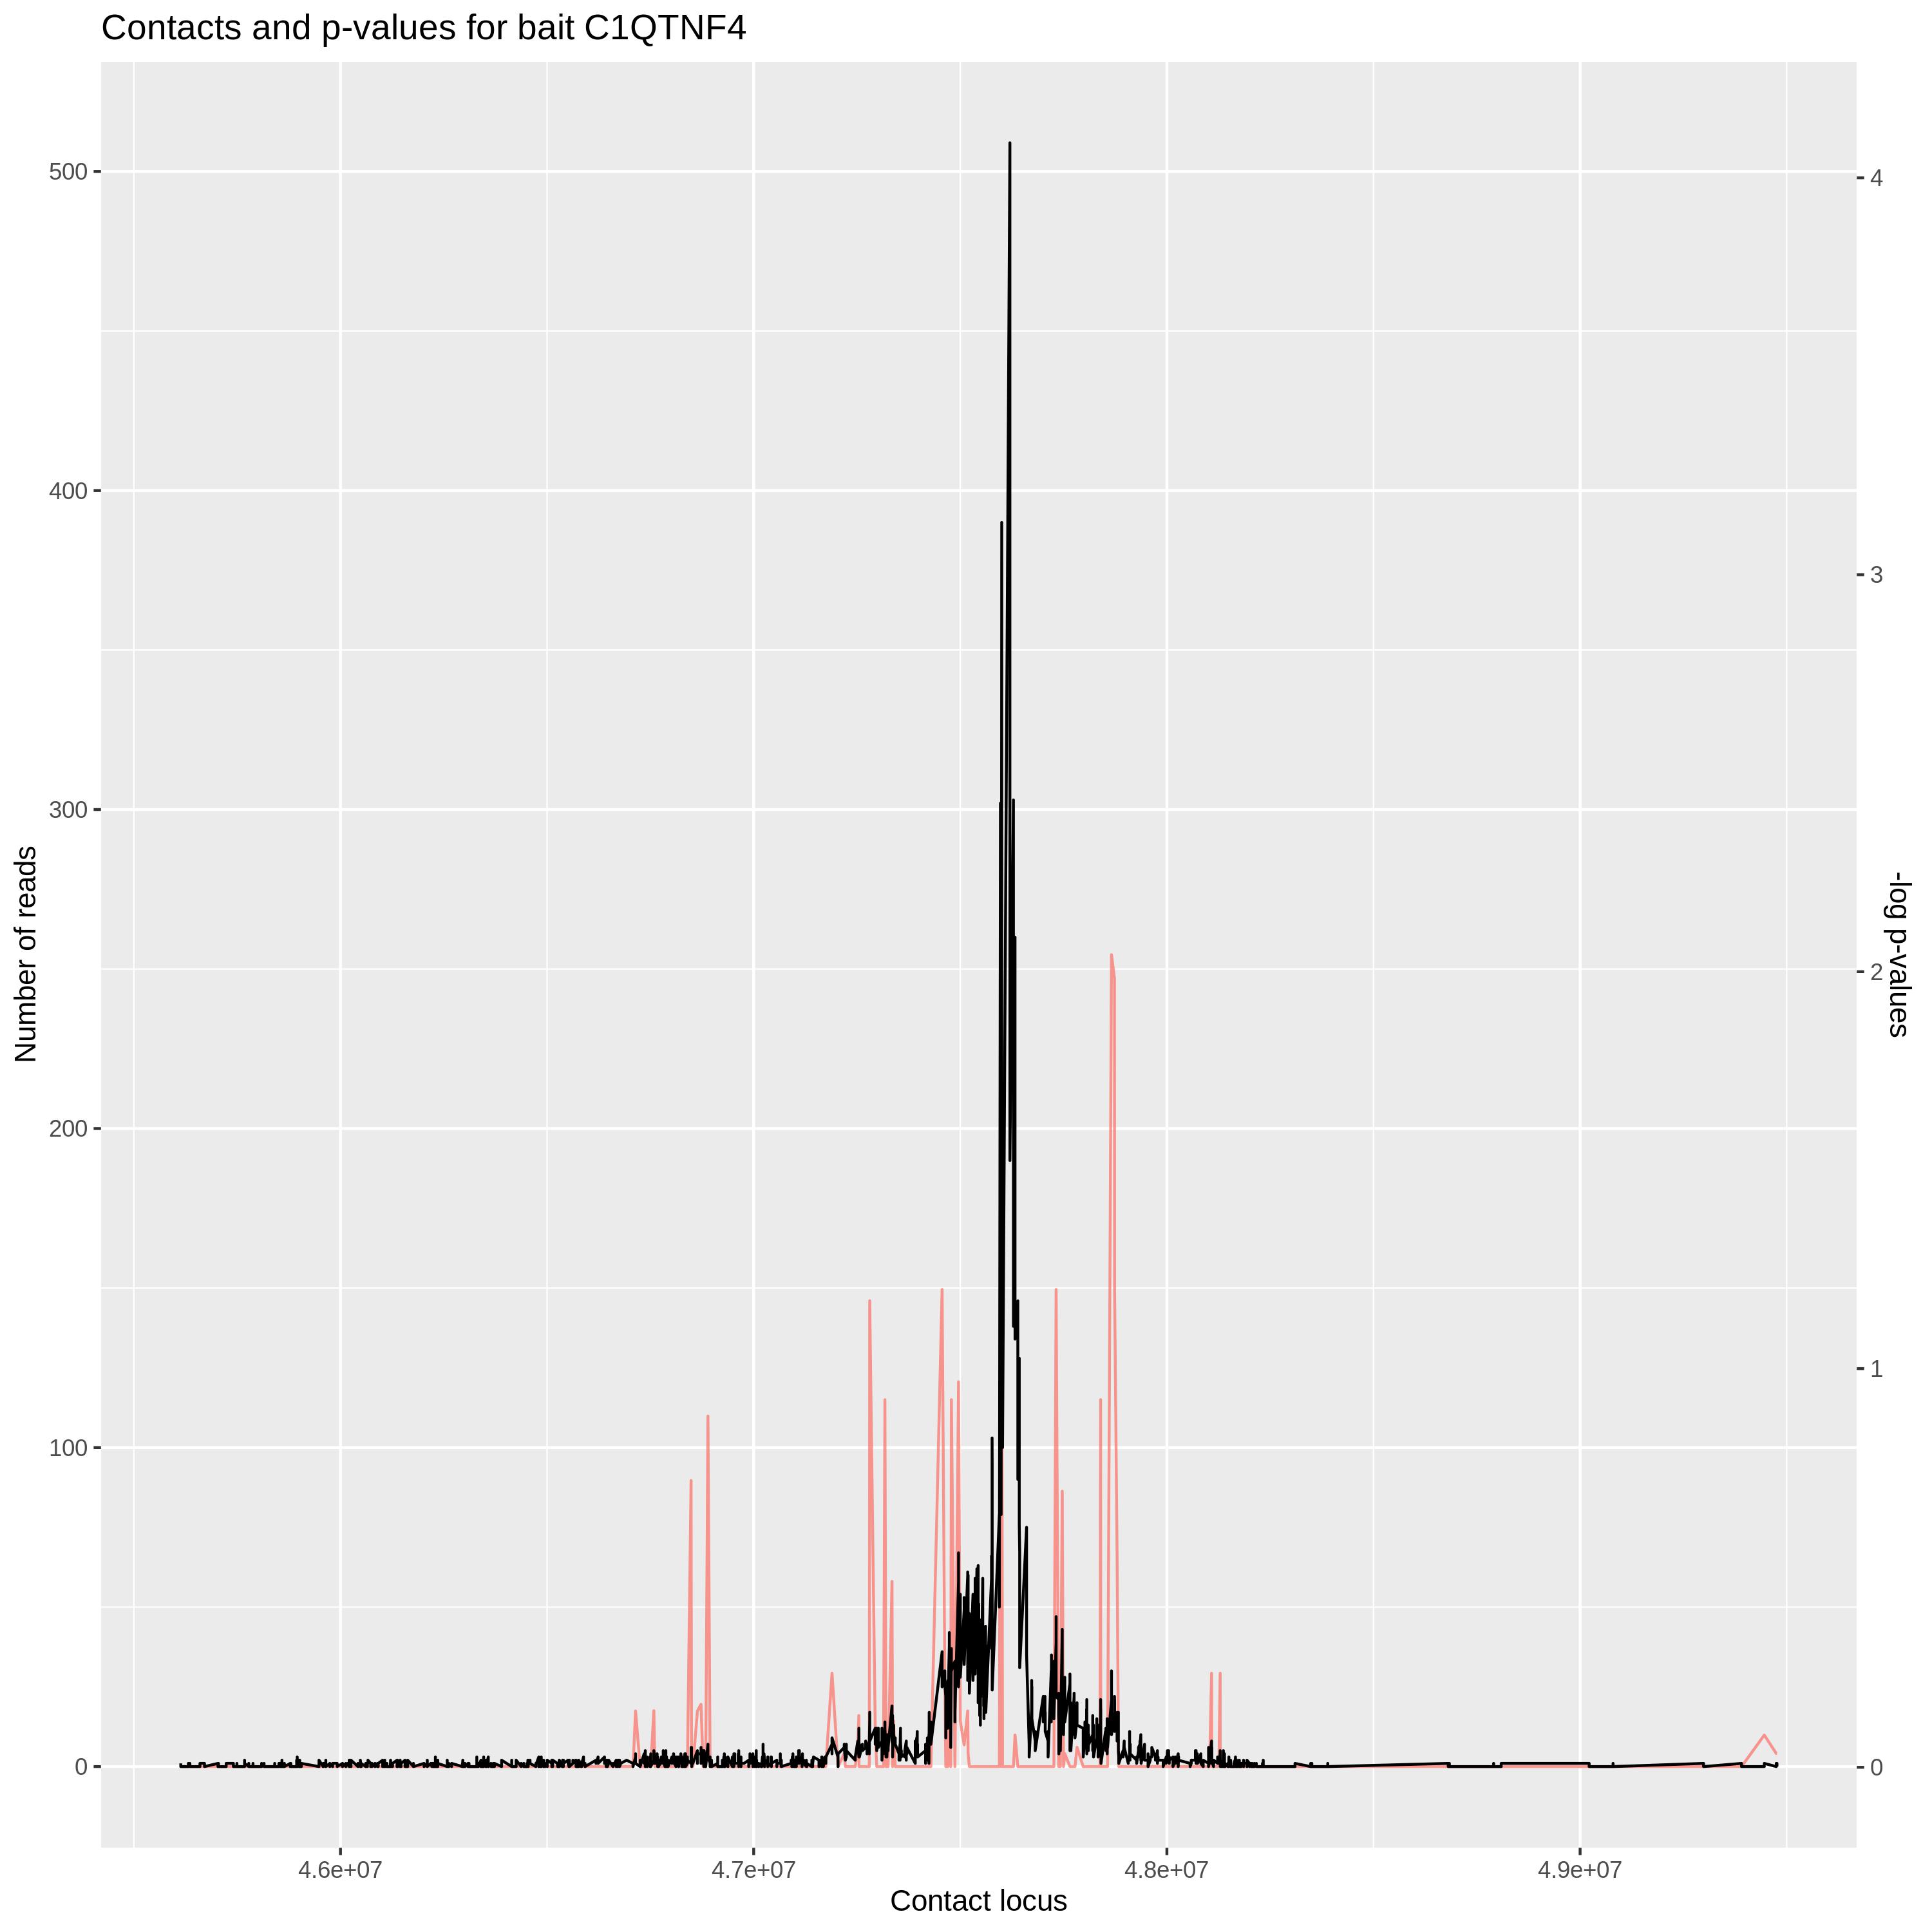 Contacts and p-values for bait C1QTNF4
500
400
300
200
100
0
Number of reads
4
3
2
1
0
-log p-values
4.6e+07
4.7e+07
4.8e+07
4.9e+07
Contact locus